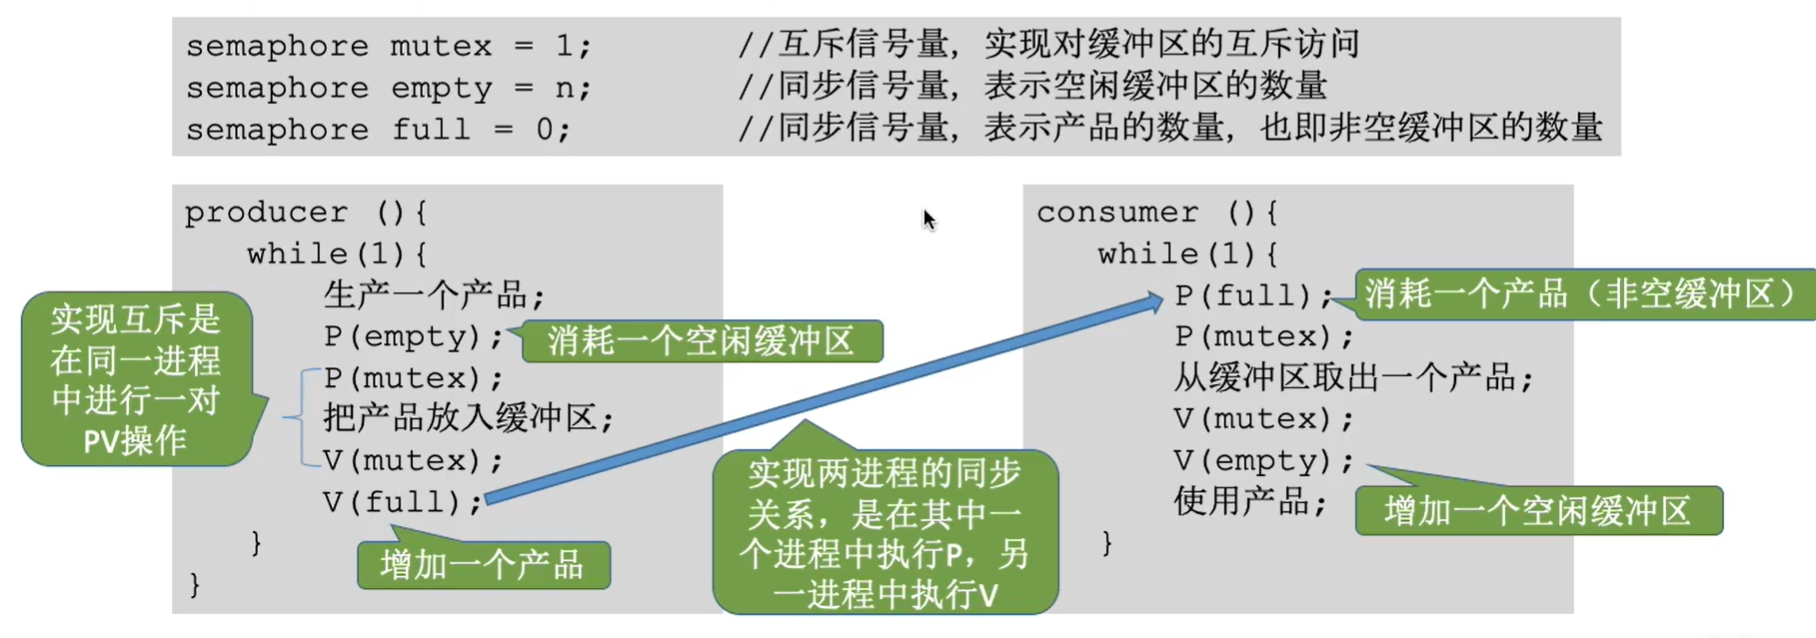 semaphore mutex = 1; //互斥信号量，实现对缓冲区的互斥访问
semaphore empty = n; //同步信号量，表示空闲缓冲区的数量
semaphore full = 0; //同步信号量，表示产品的数量，也即非空缓冲区的数量
producer (){
while(1){
生产一个产品;
P(empty);
消耗一个空闲缓冲区
P(mutex);
把产品放入缓冲区;
V(mutex);
V(full);
增加一个产品
}
}
实现互斥是
在同一进程
中进行一对
PV操作
实现两进程的同步
关系，是在其中一
个进程中执行P，另
一进程中执行V
consumer (){
while(1){
P(full);
消耗一个产品（非空缓冲区）
P(mutex);
从缓冲区取出一个产品;
V(mutex);
V(empty);
增加一个空闲缓冲区
使用产品;
}